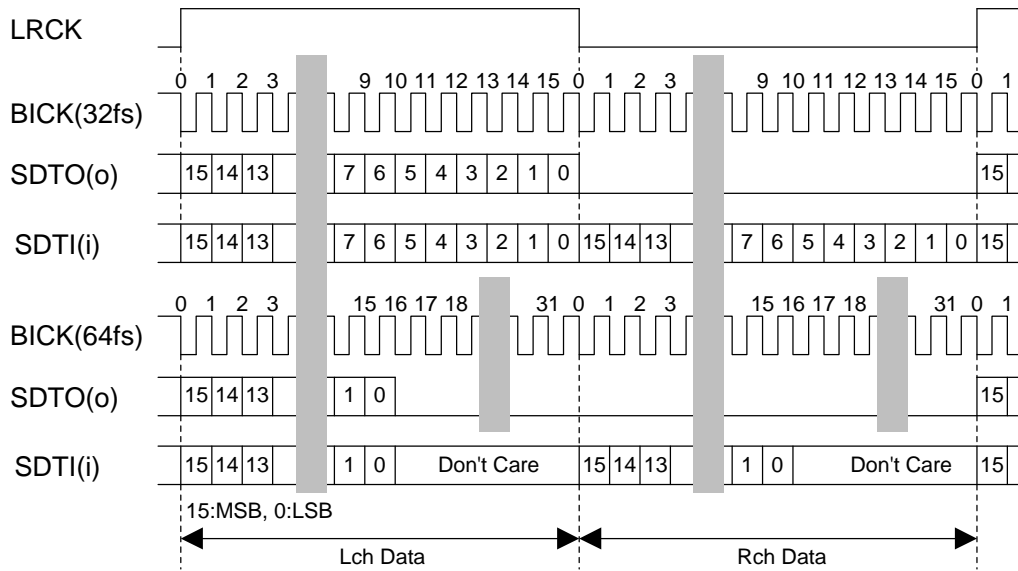 LRCK
0 1 2 3 9 10 11 12 13 14 15 0 1 2 3 9 10 11 12 13 14 15 0 1
BICK(32fs)
SDTO(o) 15 14 13 7 6 5 4 3 2 1 0 15
SDTI(i) 15 14 13 7 6 5 4 3 2 1 0 15 14 13 7 6 5 4 3 2 1 0 15
0 1 2 3 15 16 17 18 31 0 1 2 3 15 16 17 18 31 0 1
BICK(64fs)
SDTO(o) 15 14 13 1 0 15
SDTI(i) 15 14 13 1 0 Don't Care 15 14 13 1 0 Don't Care 15
15:MSB, 0:LSB
Lch Data Rch Data